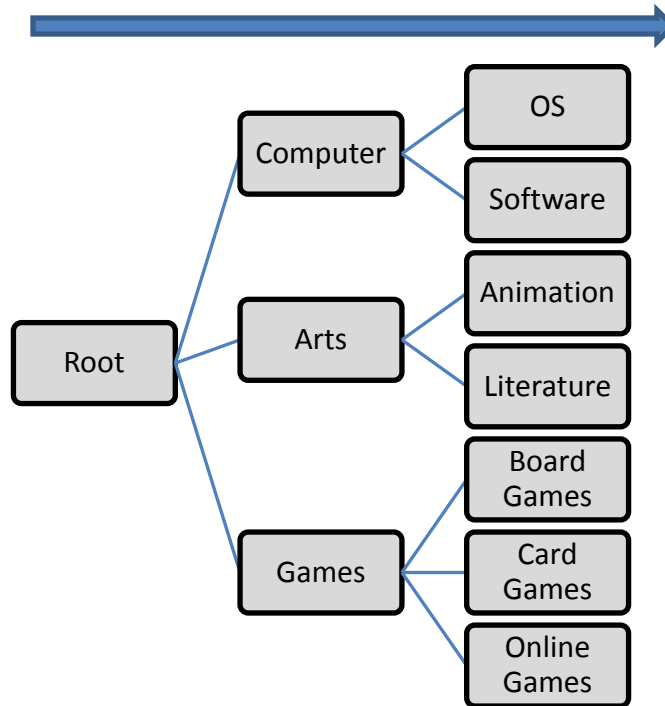 OS
Computer
Software
Animation
Root
Arts
Literature
Board
Games
Games
Card
Games
Online
Games